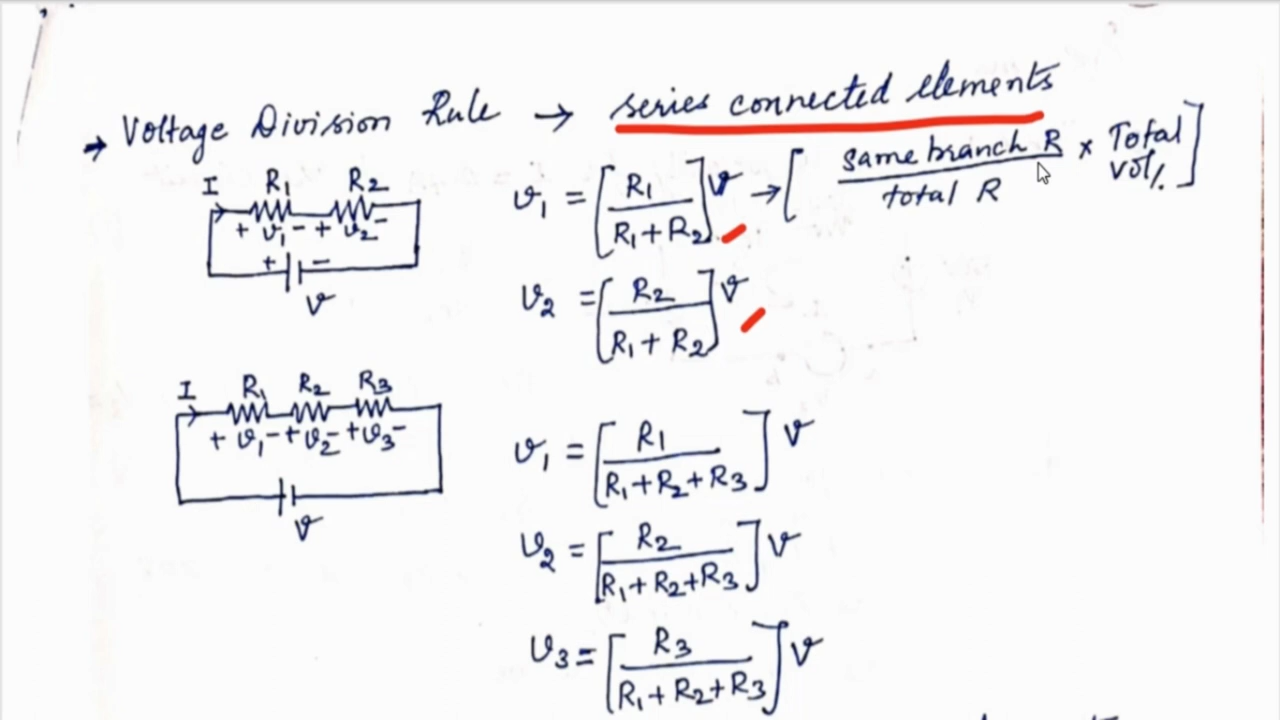 → Voltage Division Rule → series connected elements
I R1 R2
+ v1 - + v2 -
+ -
V
v1 = [R1 / (R1 + R2)] V → [same branch R / total R × Total vol.]
v2 = [R2 / (R1 + R2)] V
I R1 R2 R3
+ v1 - + v2 - + v3 -
V
v1 = [R1 / (R1 + R2 + R3)] V
v2 = [R2 / (R1 + R2 + R3)] V
v3 = [R3 / (R1 + R2 + R3)] V